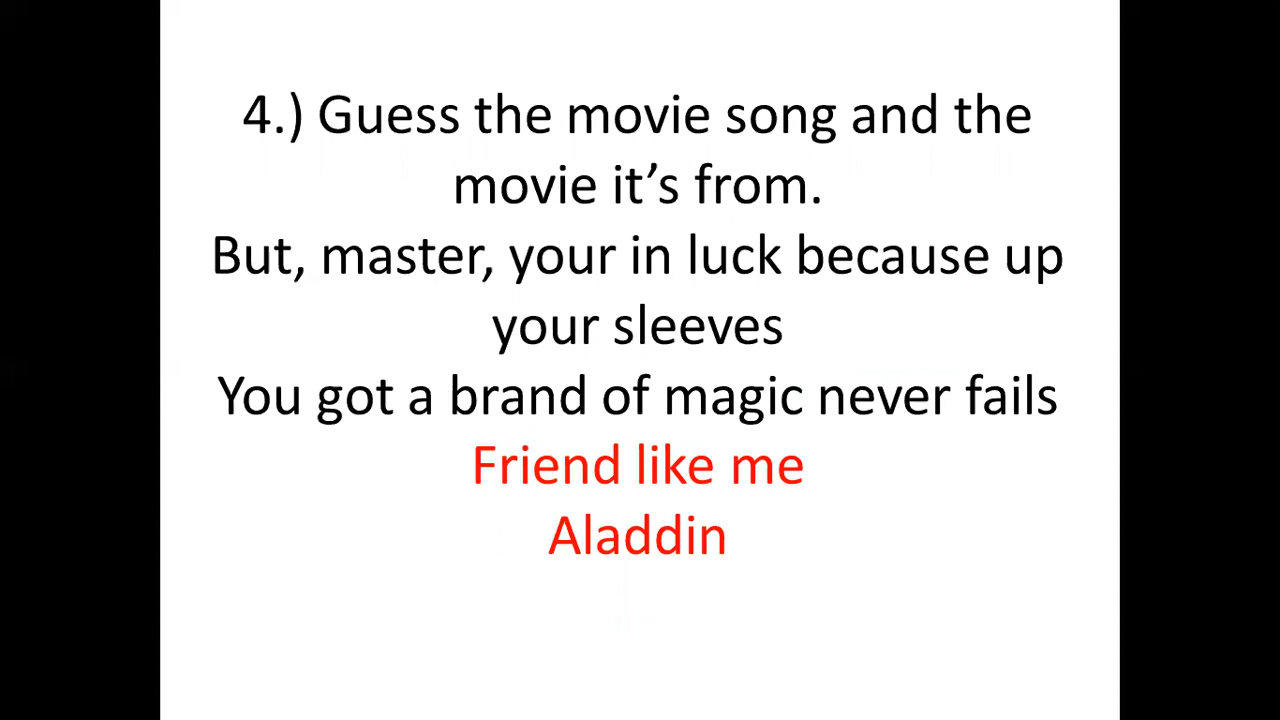 4.) Guess the movie song and the
movie it’s from.
But, master, your in luck because up
your sleeves
You got a brand of magic never fails
Friend like me
Aladdin